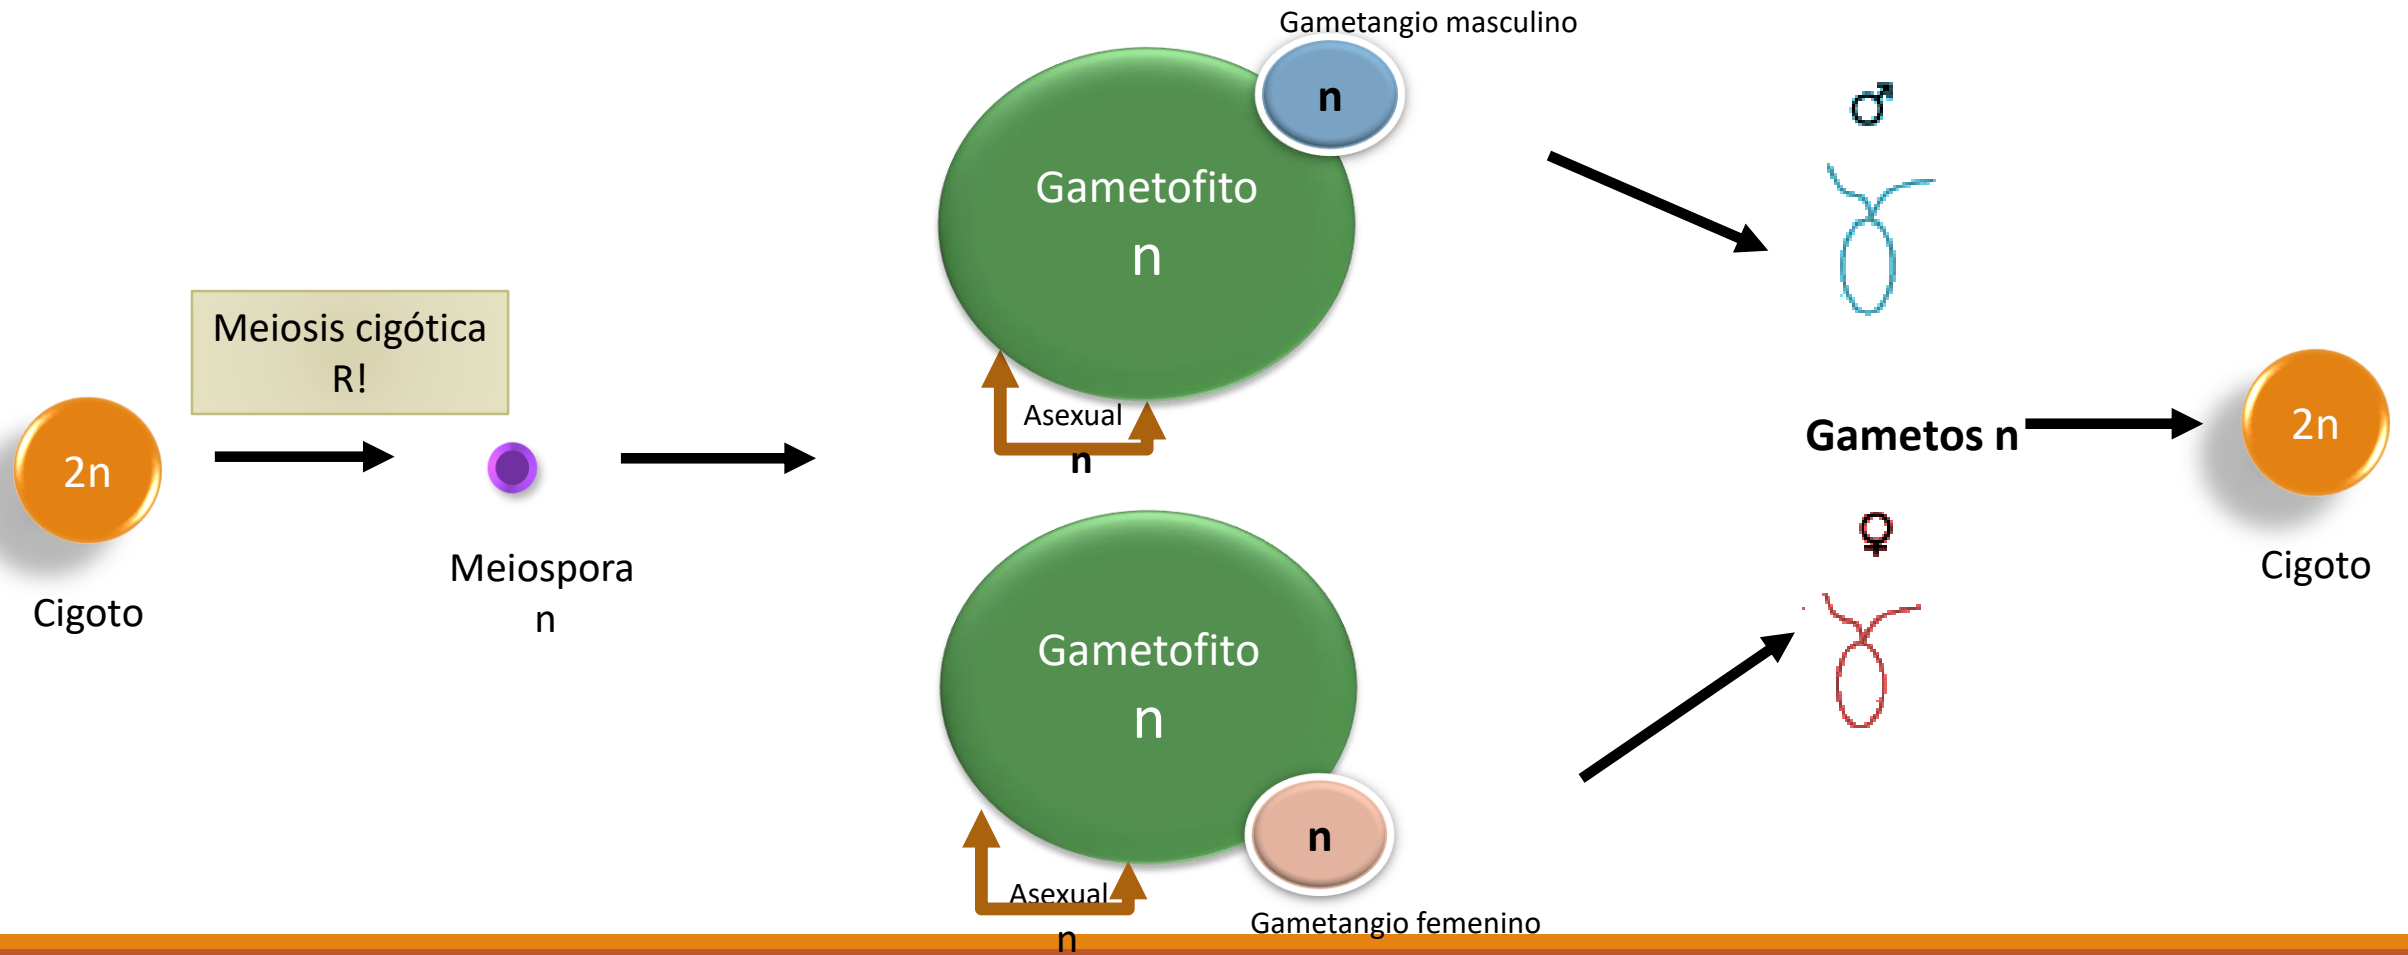 Gametangio masculino
n
Gametofito
n
♂
Meiosis cigótica
R!
Asexual
n
2n
Cigoto
Meiospora
n
Gametos n
2n
Cigoto
♀
Gametofito
n
n
Asexual
n
Gametangio femenino